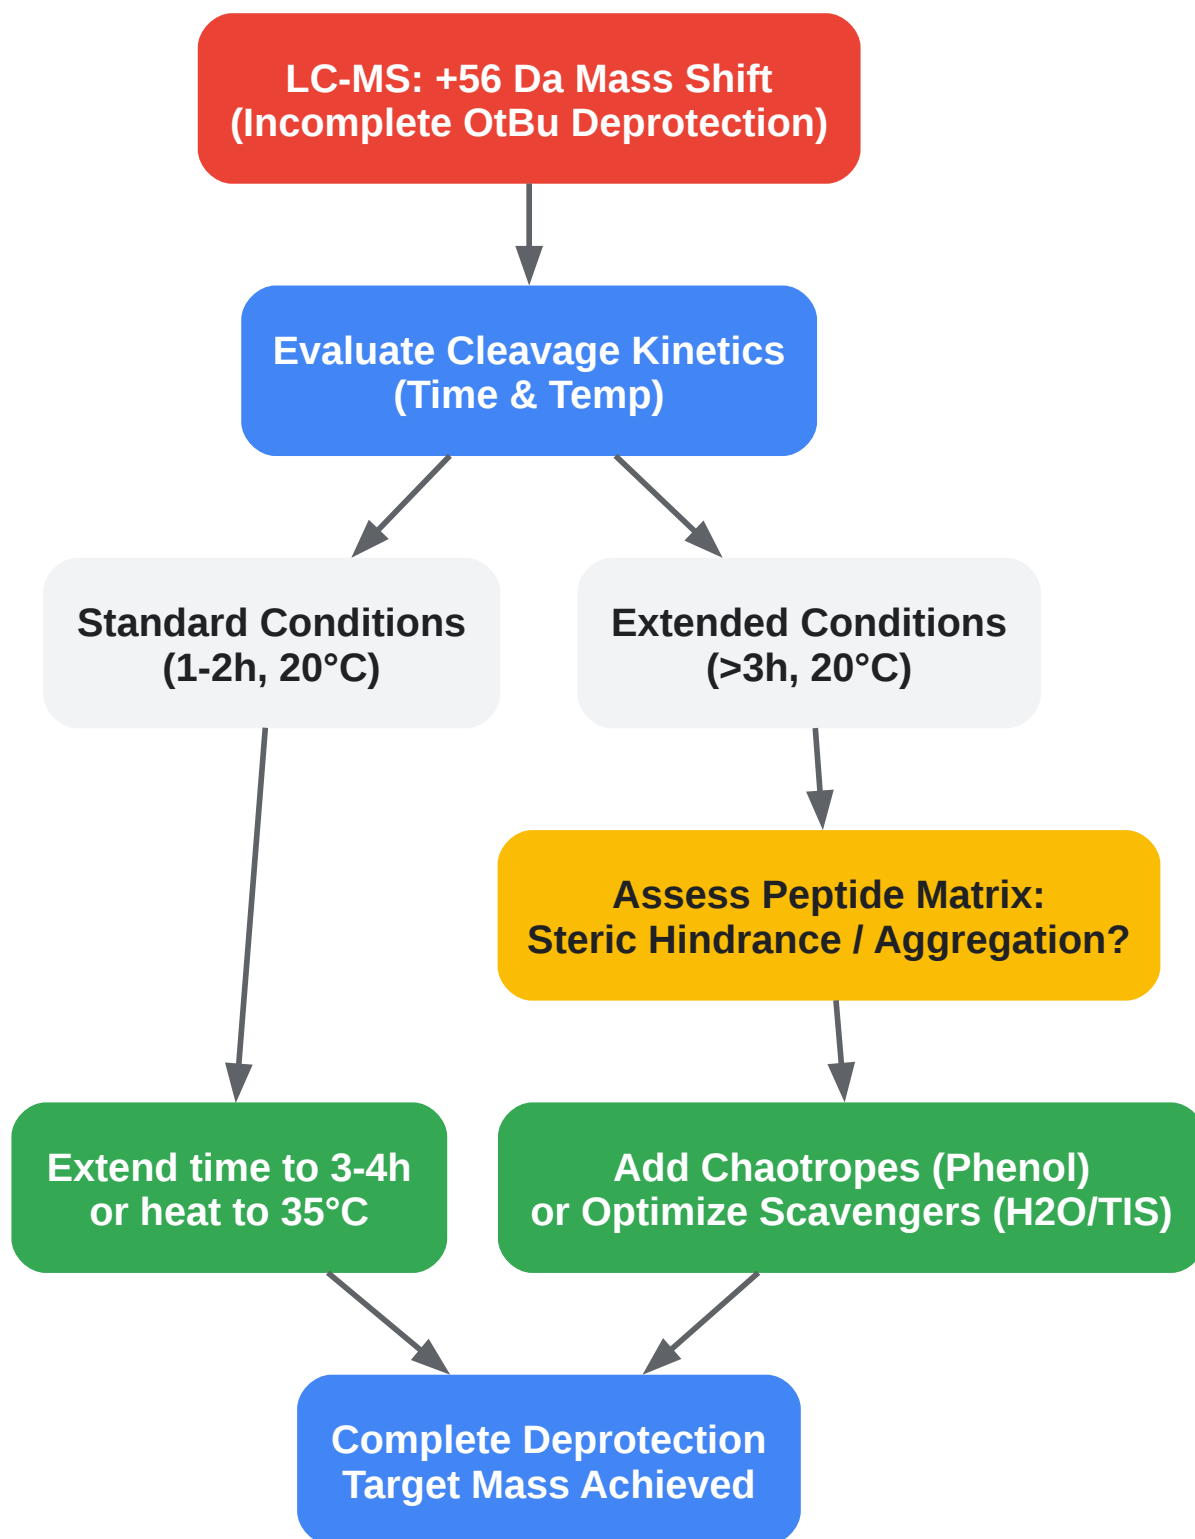 LC-MS: +56 Da Mass Shift
(Incomplete OtBu Deprotection)
Evaluate Cleavage Kinetics
(Time & Temp)
Standard Conditions
(1-2h, 20°C)
Extended Conditions
(>3h, 20°C)
Assess Peptide Matrix:
Steric Hindrance / Aggregation?
Extend time to 3-4h
or heat to 35°C
Add Chaotropes (Phenol)
or Optimize Scavengers (H2O/TIS)
Complete Deprotection
Target Mass Achieved